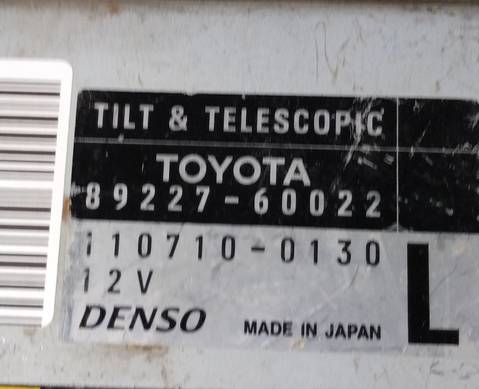 TILT & TELESCOPIC
TOYOTA
89227-60022
110710-0130
12V
L
DENSO MADE IN JAPAN